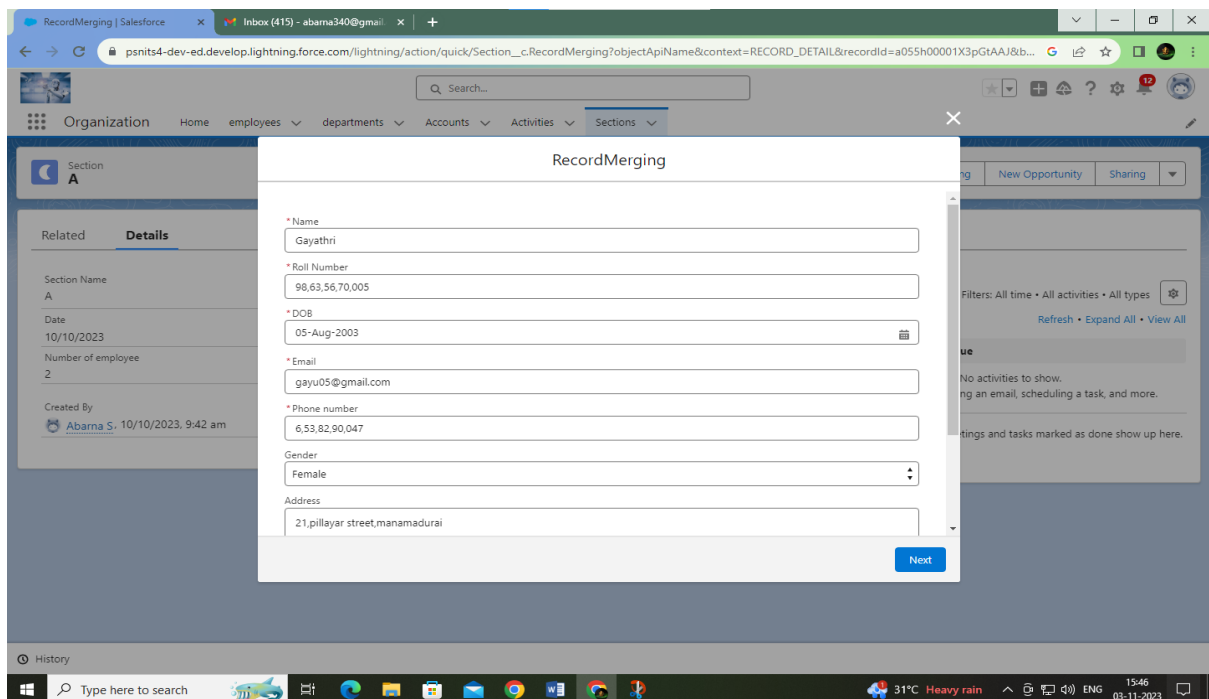 RecordMerging | Salesforce
Inbox (415) - abarna340@gmail.
psnits4-dev-ed.develop.lightning.force.com/lightning/action/quick/Section__c.RecordMerging?objectApiName&context=RECORD_DETAIL&recordId=a055h00001X3pGtAAJ&b...
Search...
12
Organization Home employees departments Accounts Activities Sections
RecordMerging
Section
A
ng New Opportunity Sharing
Related Details
*Name
Gayathri
*Roll Number
98,63,56,70,005
Section Name
A
Filters: All time • All activities • All types
*DOB
05-Aug-2003
Date
10/10/2023
Refresh • Expand All • View All
Number of employee
2
ue
*Email
gayu05@gmail.com
No activities to show.
ng an email, scheduling a task, and more.
*Phone number
6,53,82,90,047
Created By
Abarna S, 10/10/2023, 9:42 am
tings and tasks marked as done show up here.
Gender
Female
Address
21,pillayar street,manamadurai
Next
History
Type here to search
31°C Heavy rain
ENG
15:46
03-11-2023